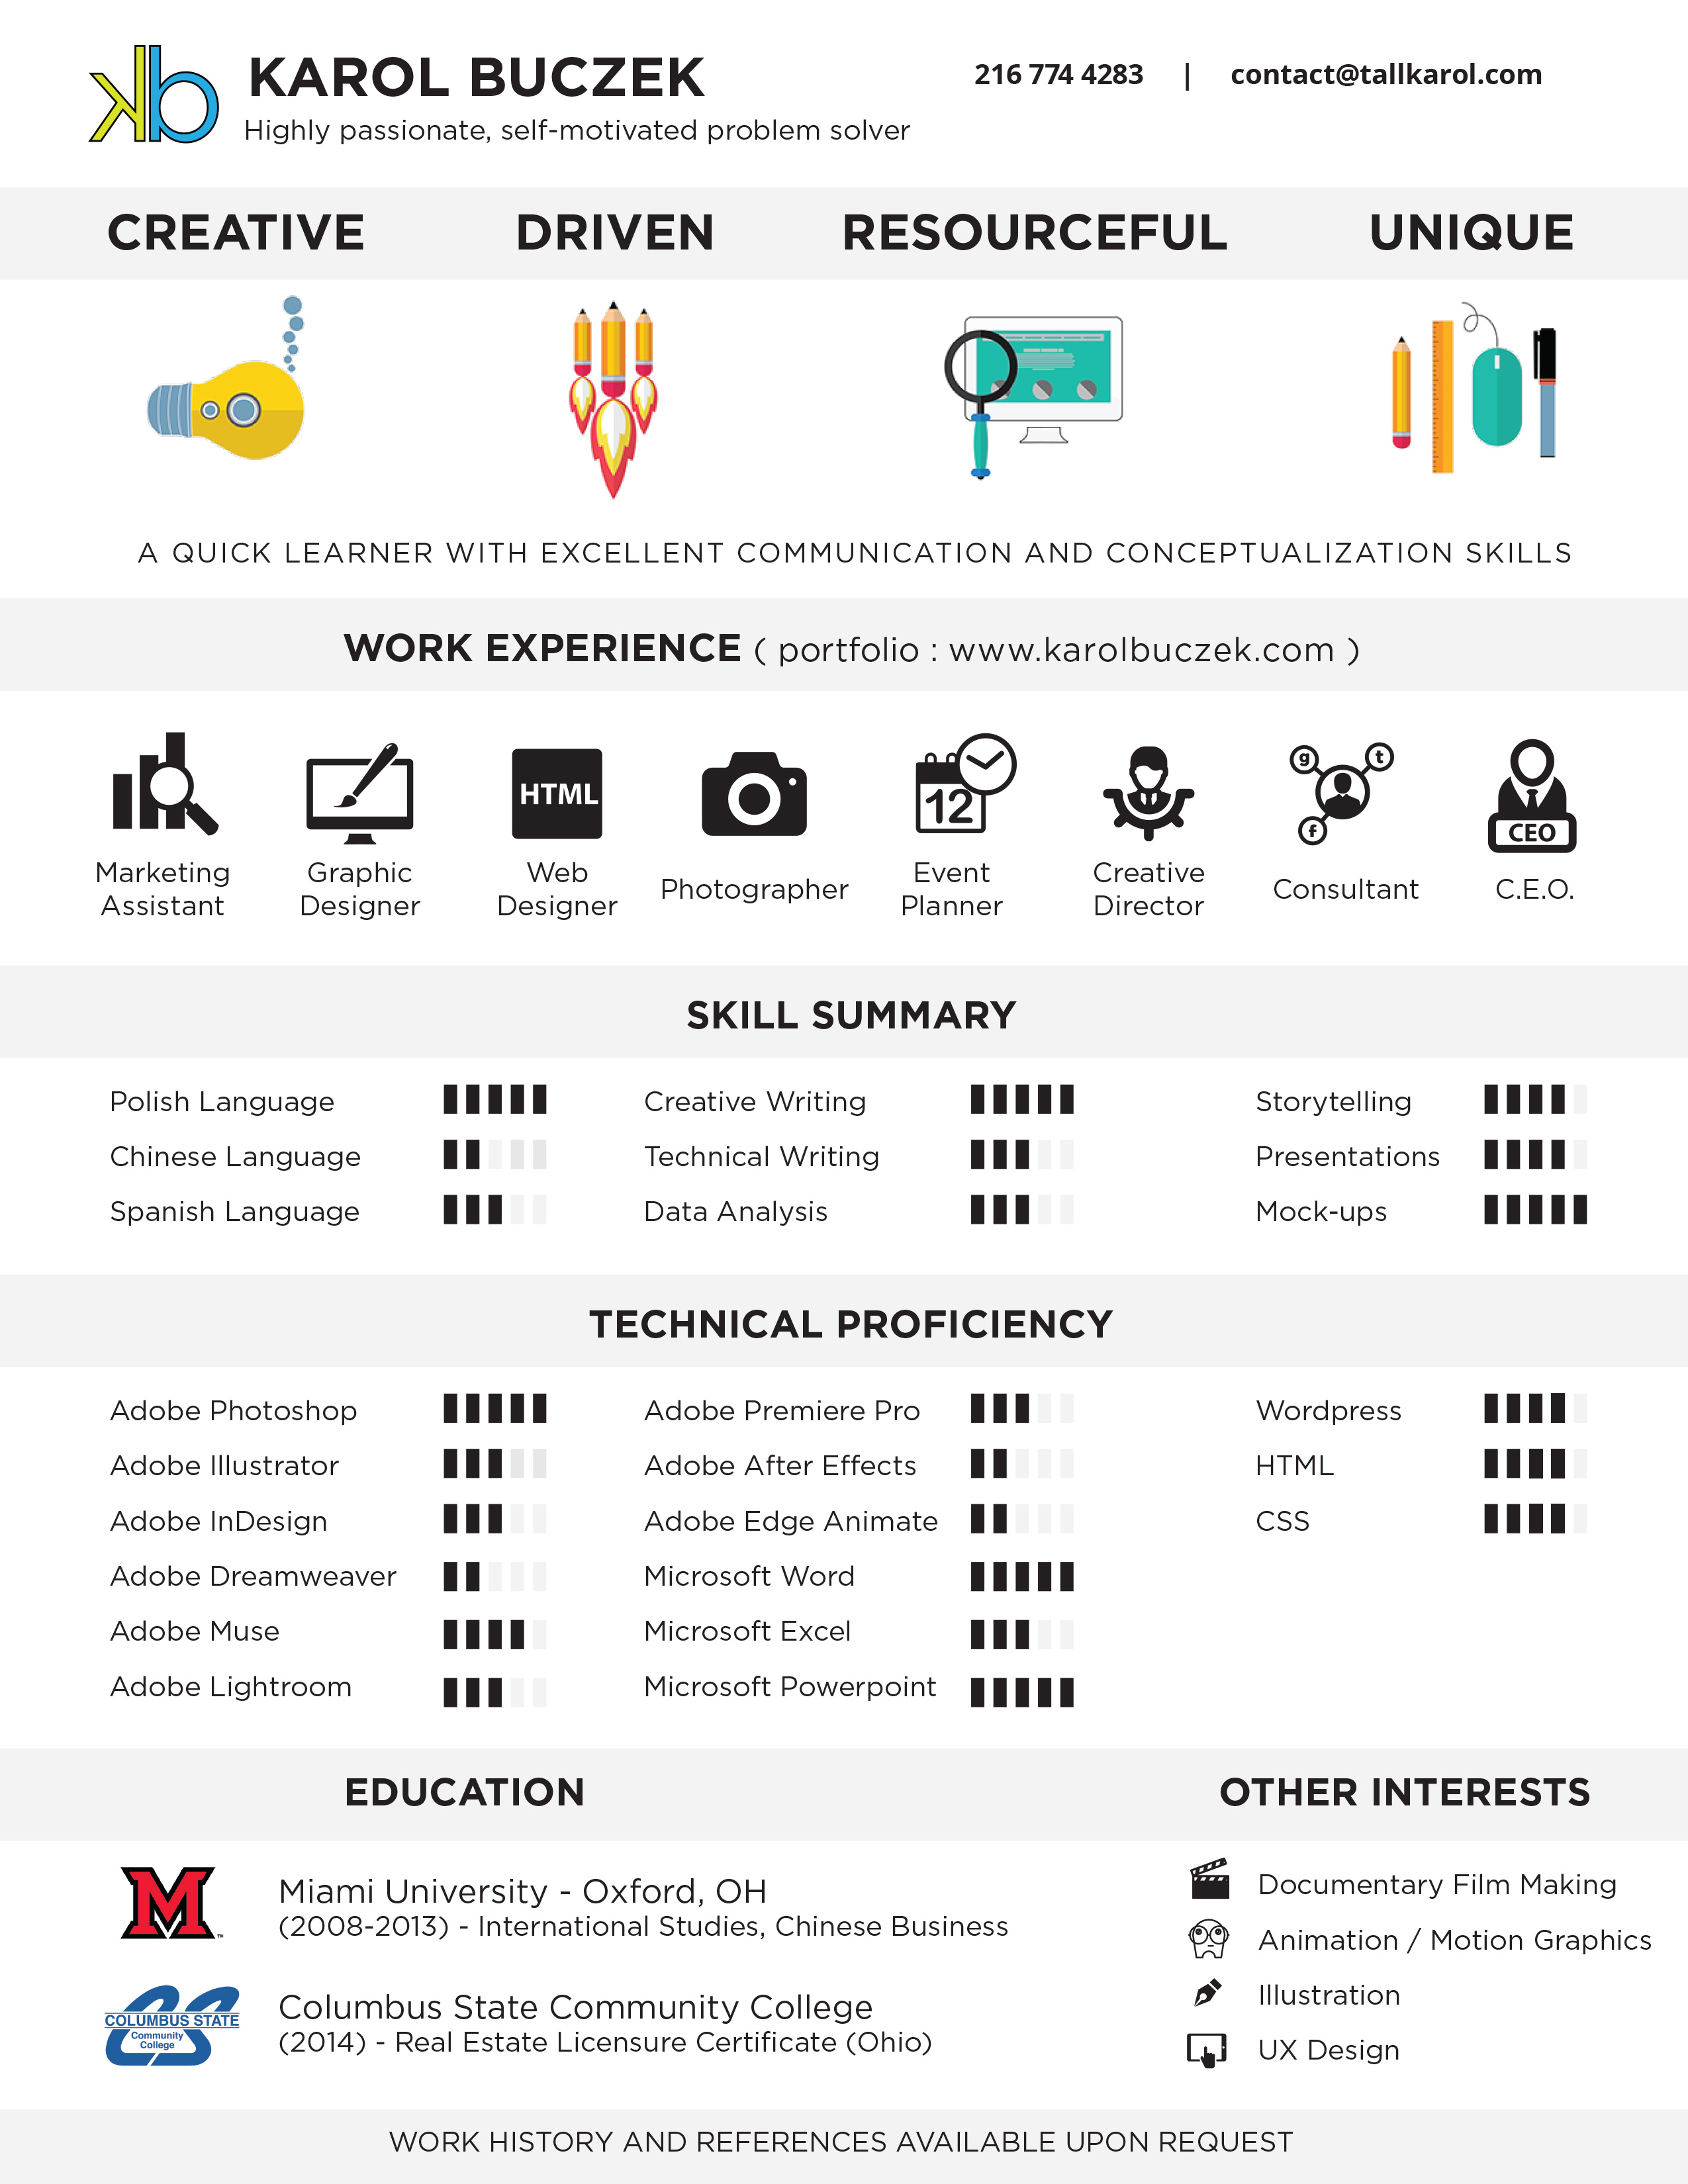 KAROL BUCZEK
216 774 4283 | contact@tallkarol.com
Highly passionate, self-motivated problem solver
CREATIVE DRIVEN RESOURCEFUL UNIQUE
A QUICK LEARNER WITH EXCELLENT COMMUNICATION AND CONCEPTUALIZATION SKILLS
WORK EXPERIENCE ( portfolio : www.karolbuczek.com )
HTML
12
g t
f
CEO
Marketing
Assistant
Graphic
Designer
Web
Designer
Photographer
Event
Planner
Creative
Director
Consultant
C.E.O.
SKILL SUMMARY
Polish Language
Chinese Language
Spanish Language
Creative Writing
Technical Writing
Data Analysis
Storytelling
Presentations
Mock-ups
TECHNICAL PROFICIENCY
Adobe Photoshop
Adobe Illustrator
Adobe InDesign
Adobe Dreamweaver
Adobe Muse
Adobe Lightroom
Adobe Premiere Pro
Adobe After Effects
Adobe Edge Animate
Microsoft Word
Microsoft Excel
Microsoft Powerpoint
Wordpress
HTML
CSS
EDUCATION
M TM
Miami University - Oxford, OH
(2008-2013) - International Studies, Chinese Business
COLUMBUS STATE
Community
College
Columbus State Community College
(2014) - Real Estate Licensure Certificate (Ohio)
OTHER INTERESTS
Documentary Film Making
Animation / Motion Graphics
Illustration
UX Design
WORK HISTORY AND REFERENCES AVAILABLE UPON REQUEST